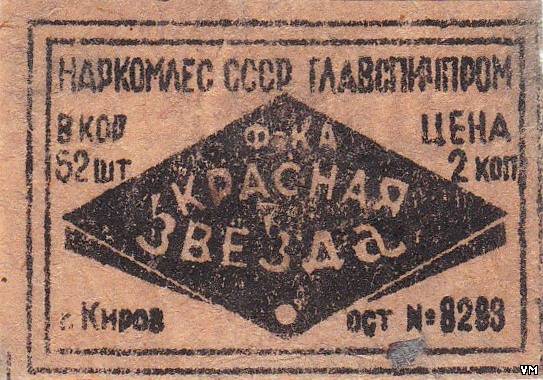 НАРКОМЛЕС СССР ГЛАВСПИЧПРОМ
В КОР
52 ШТ
ЦЕНА
2 КОП
Ф-КА
КРАСНАЯ
ЗВЕЗДА
г. Киров
ОСТ № 8283
VM